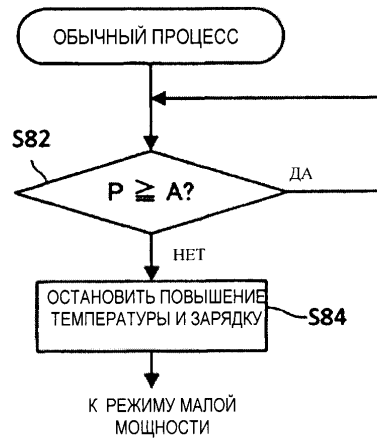 ОБЫЧНЫЙ ПРОЦЕСС
S82
P ≧ A?
ДА
НЕТ
ОСТАНОВИТЬ ПОВЫШЕНИЕ
ТЕМПЕРАТУРЫ И ЗАРЯДКУ
S84
К РЕЖИМУ МАЛОЙ
МОЩНОСТИ